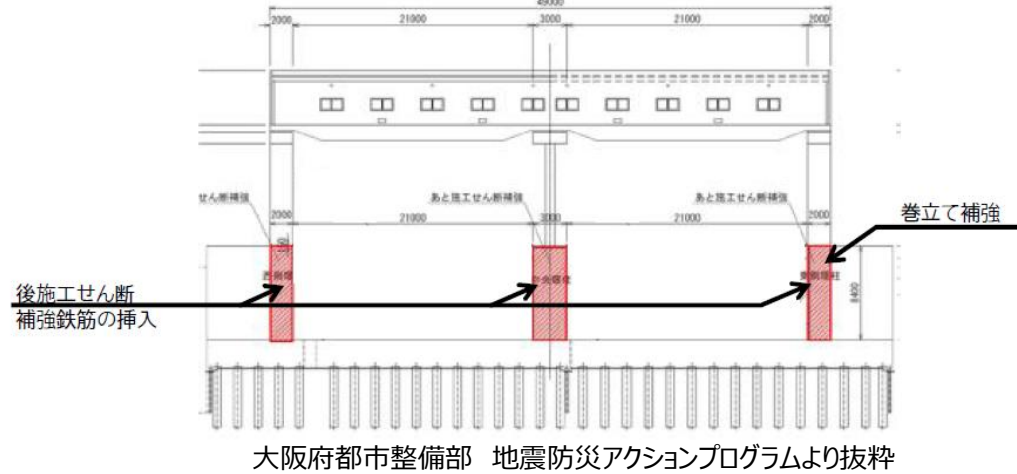 49000
2000 21000 3000 21000 2000
せん断補強 あと施工せん断補強 あと施工せん断補強
2000 21000 3000 21000 2000
巻立て補強
8400
後施工せん断
補強鉄筋の挿入
大阪府都市整備部 地震防災アクションプログラムより抜粋